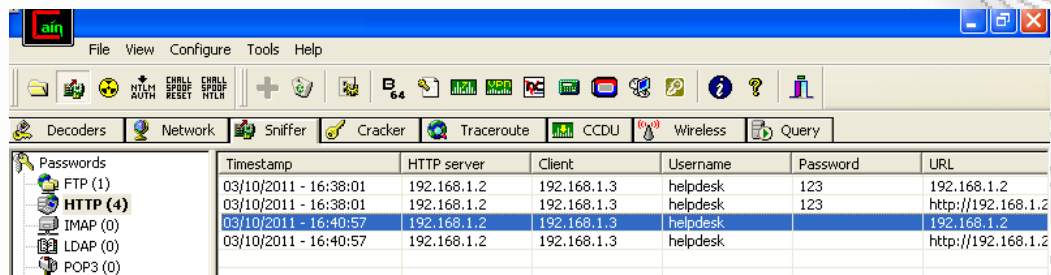 Cain
File View Configure Tools Help
NTLM AUTH CHALL SPOOF RESET CHALL SPOOF NTLM B64
Decoders Network Sniffer Cracker Traceroute CCDU Wireless Query
Passwords Timestamp HTTP server Client Username Password URL
FTP (1) 03/10/2011 - 16:38:01 192.168.1.2 192.168.1.3 helpdesk 123 192.168.1.2
HTTP (4) 03/10/2011 - 16:38:01 192.168.1.2 192.168.1.3 helpdesk 123 http://192.168.1.2
IMAP (0) 03/10/2011 - 16:40:57 192.168.1.2 192.168.1.3 helpdesk 192.168.1.2
LDAP (0) 03/10/2011 - 16:40:57 192.168.1.2 192.168.1.3 helpdesk http://192.168.1.2
POP3 (0)